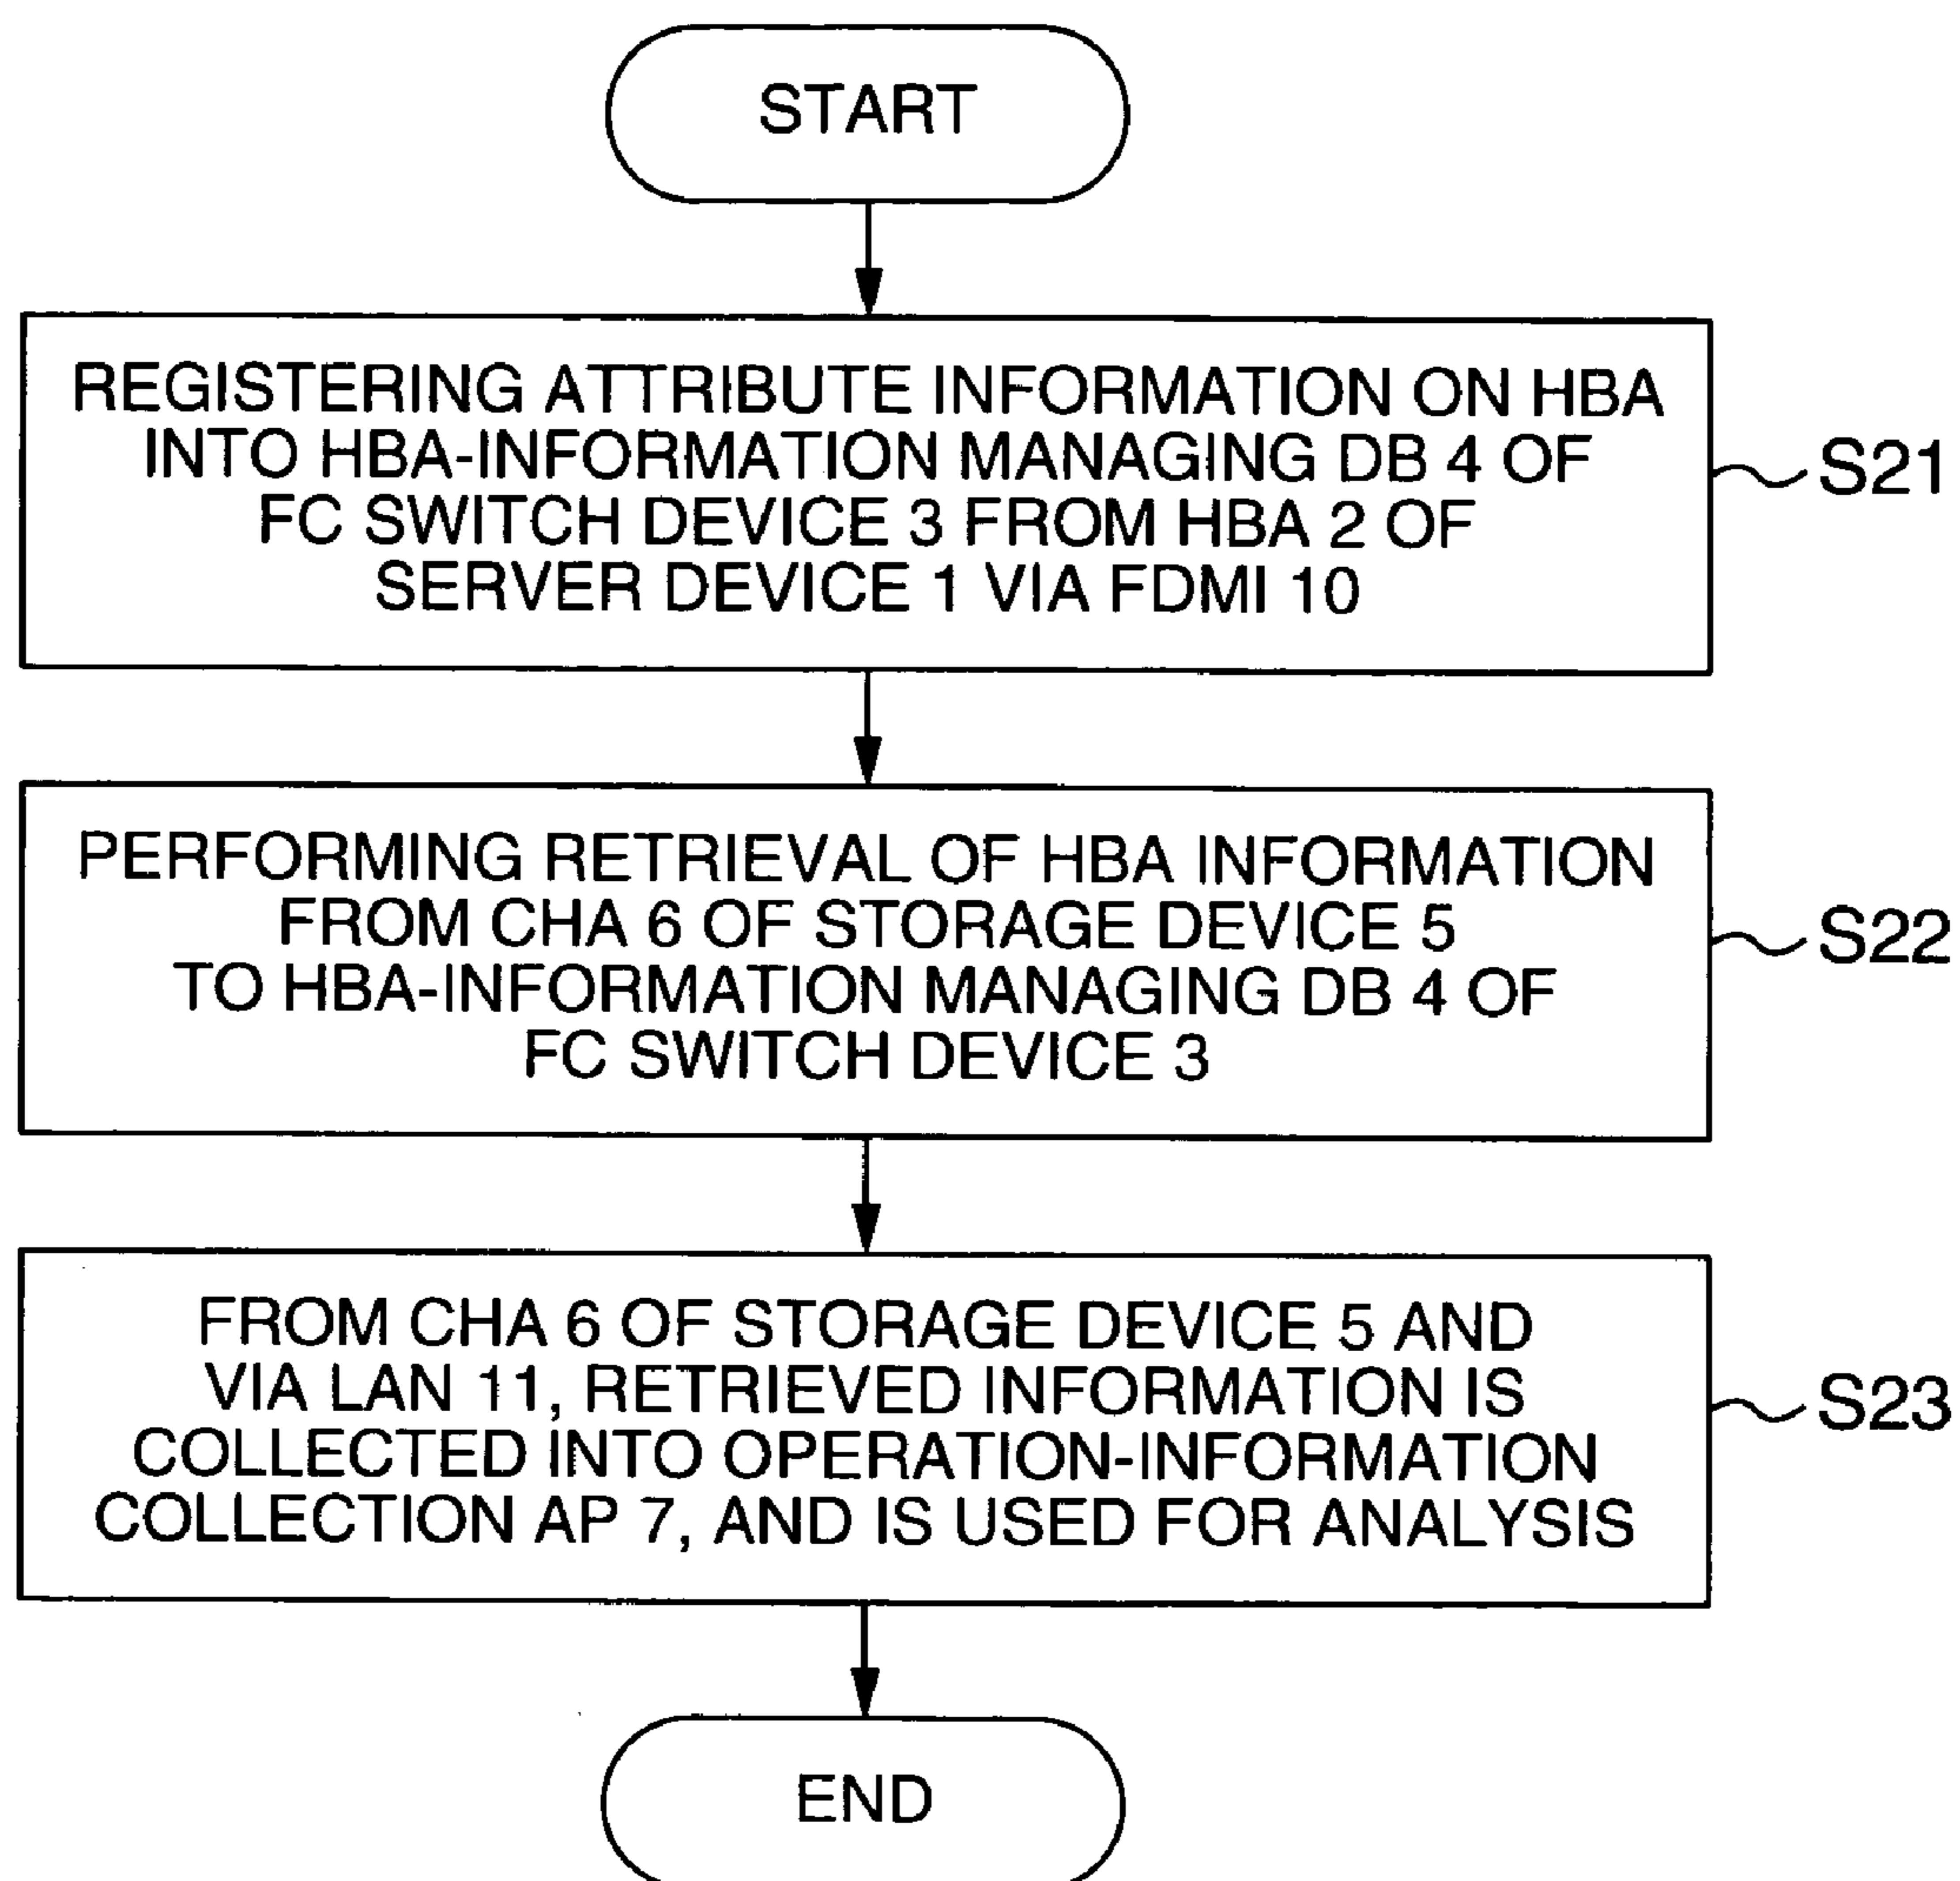 START
REGISTERING ATTRIBUTE INFORMATION ON HBA
INTO HBA-INFORMATION MANAGING DB 4 OF
FC SWITCH DEVICE 3 FROM HBA 2 OF
SERVER DEVICE 1 VIA FDMI 10
S21
PERFORMING RETRIEVAL OF HBA INFORMATION
FROM CHA 6 OF STORAGE DEVICE 5
TO HBA-INFORMATION MANAGING DB 4 OF
FC SWITCH DEVICE 3
S22
FROM CHA 6 OF STORAGE DEVICE 5 AND
VIA LAN 11, RETRIEVED INFORMATION IS
COLLECTED INTO OPERATION-INFORMATION
COLLECTION AP 7, AND IS USED FOR ANALYSIS
S23
END